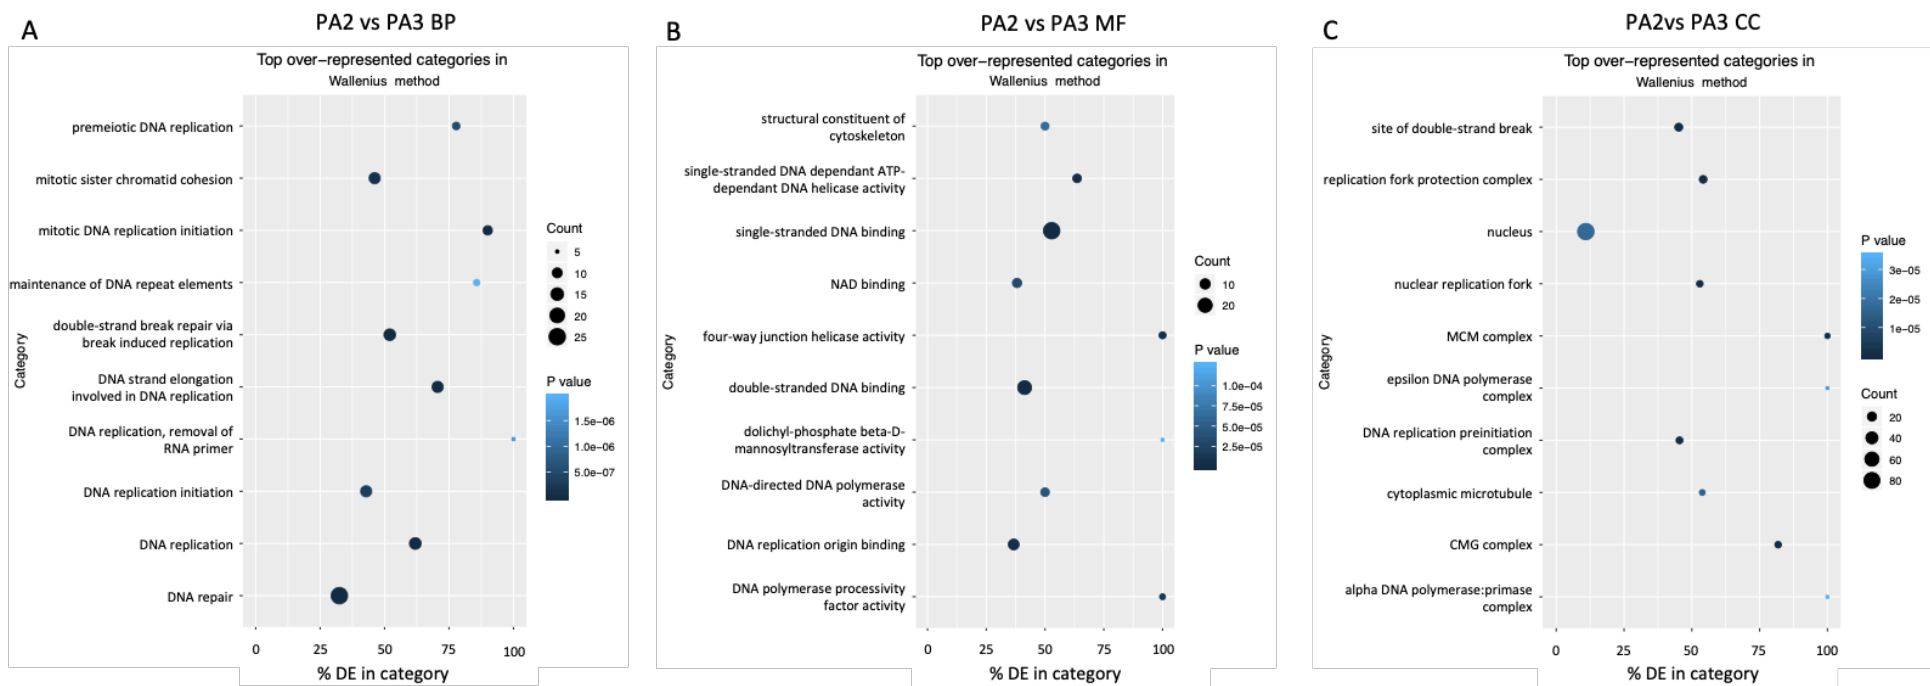 A
PA2 vs PA3 BP
Top over-represented categories in
Wallenius method
premeiotic DNA replication
mitotic sister chromatid cohesion
mitotic DNA replication initiation
maintenance of DNA repeat elements
double-strand break repair via
break induced replication
DNA strand elongation
involved in DNA replication
DNA replication, removal of
RNA primer
DNA replication initiation
DNA replication
DNA repair
Category
0 25 50 75 100
% DE in category
Count
5
10
15
20
25
P value
1.5e-06
1.0e-06
5.0e-07
B
PA2 vs PA3 MF
Top over-represented categories in
Wallenius method
structural constituent of
cytoskeleton
single-stranded DNA dependant ATP-
dependant DNA helicase activity
single-stranded DNA binding
NAD binding
four-way junction helicase activity
double-stranded DNA binding
dolichyl-phosphate beta-D-
mannosyltransferase activity
DNA-directed DNA polymerase
activity
DNA replication origin binding
DNA polymerase processivity
factor activity
Category
0 25 50 75 100
% DE in category
Count
10
20
P value
1.0e-04
7.5e-05
5.0e-05
2.5e-05
C
PA2vs PA3 CC
Top over-represented categories in
Wallenius method
site of double-strand break
replication fork protection complex
nucleus
nuclear replication fork
MCM complex
epsilon DNA polymerase
complex
DNA replication preinitiation
complex
cytoplasmic microtubule
CMG complex
alpha DNA polymerase:primase
complex
Category
0 25 50 75 100
% DE in category
P value
3e-05
2e-05
1e-05
Count
20
40
60
80